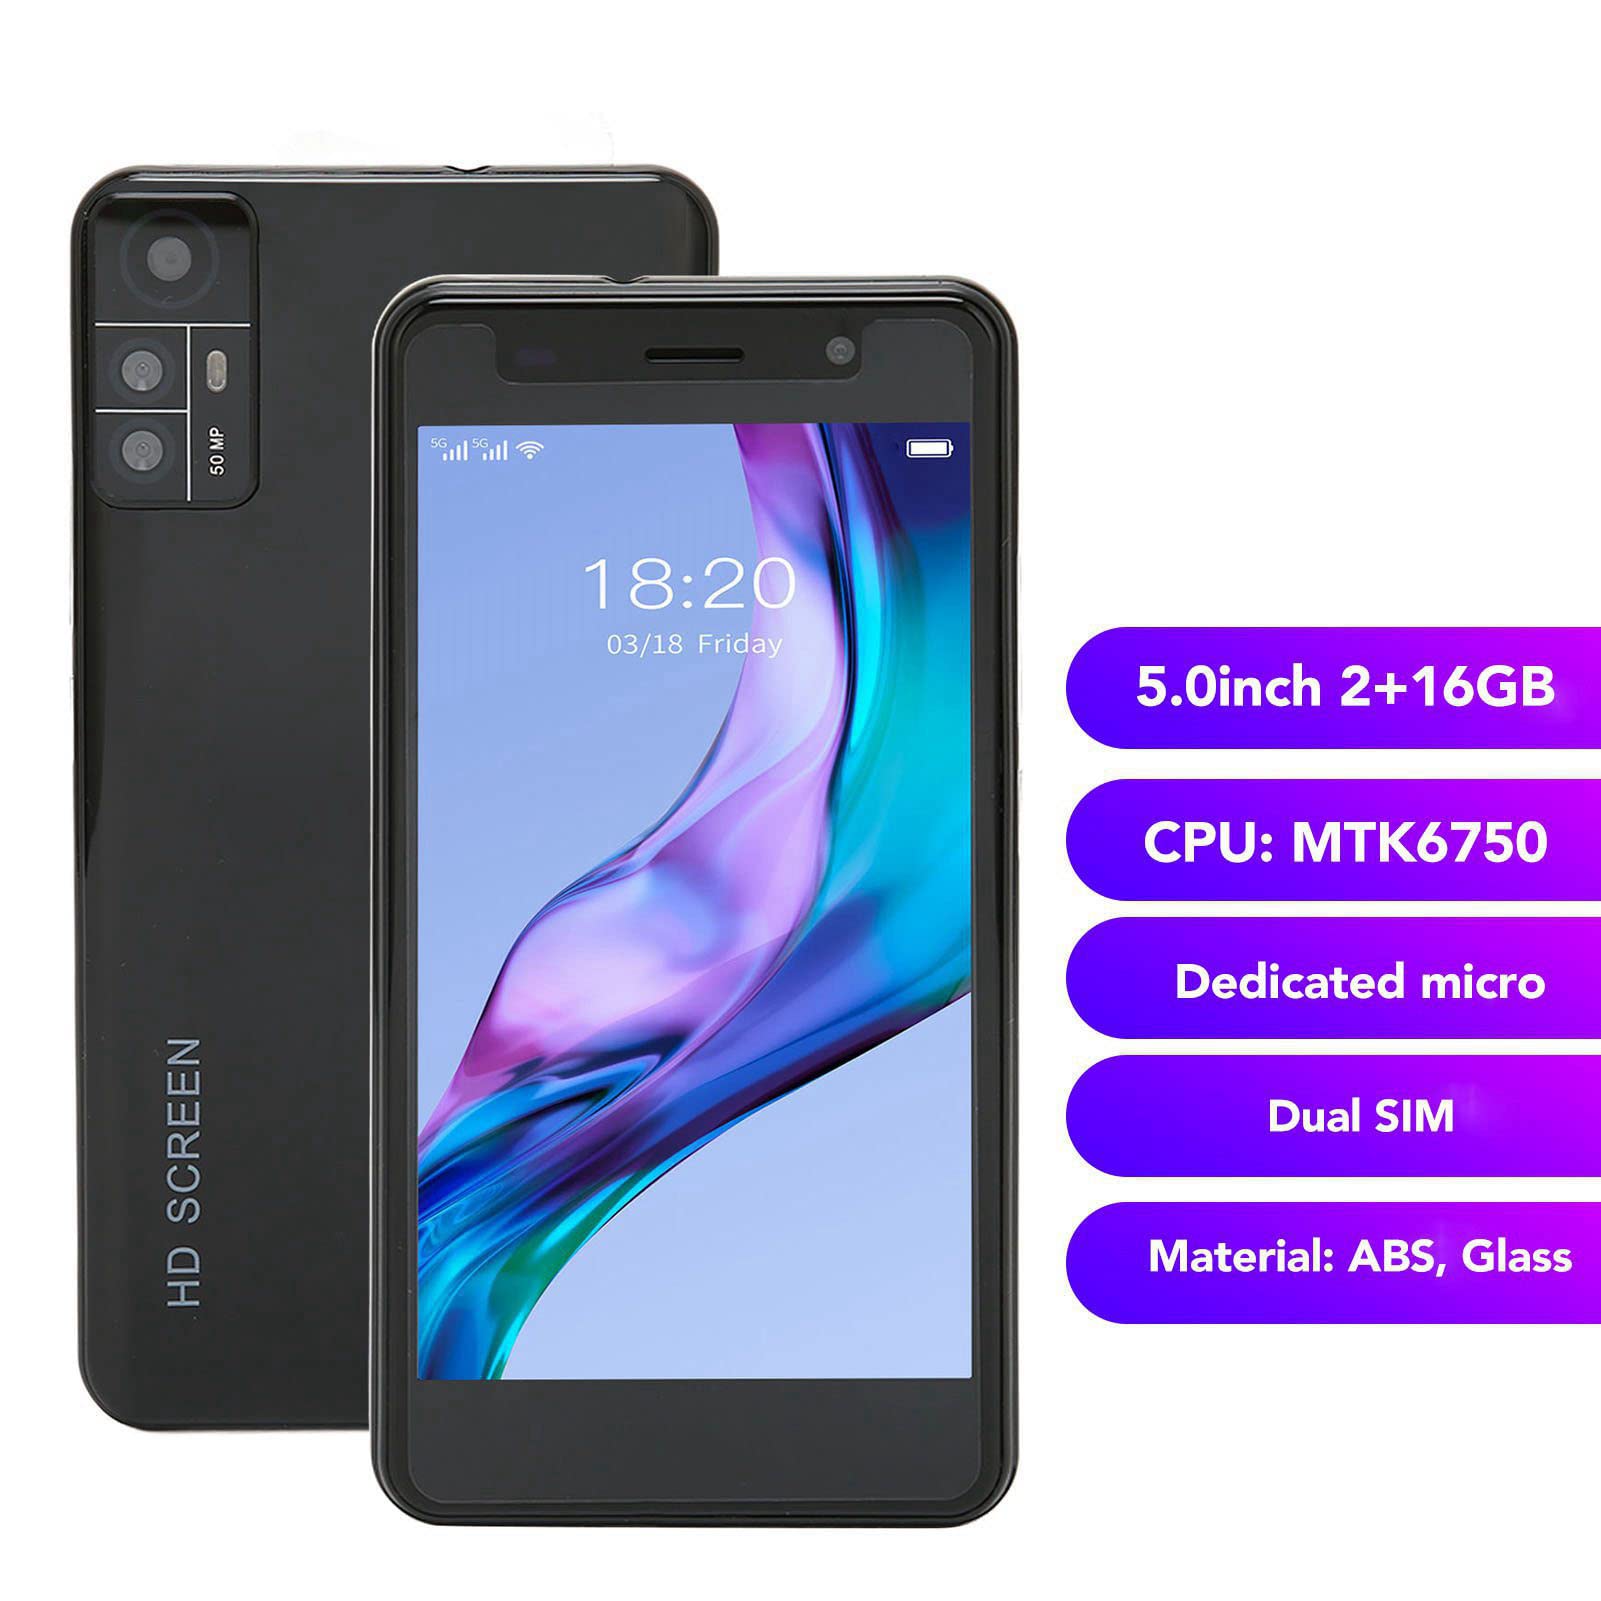 50 MP
HD SCREEN
5G 5G
18:20
03/18 Friday
5.0inch 2+16GB
CPU: MTK6750
Dedicated micro
Dual SIM
Material: ABS, Glass